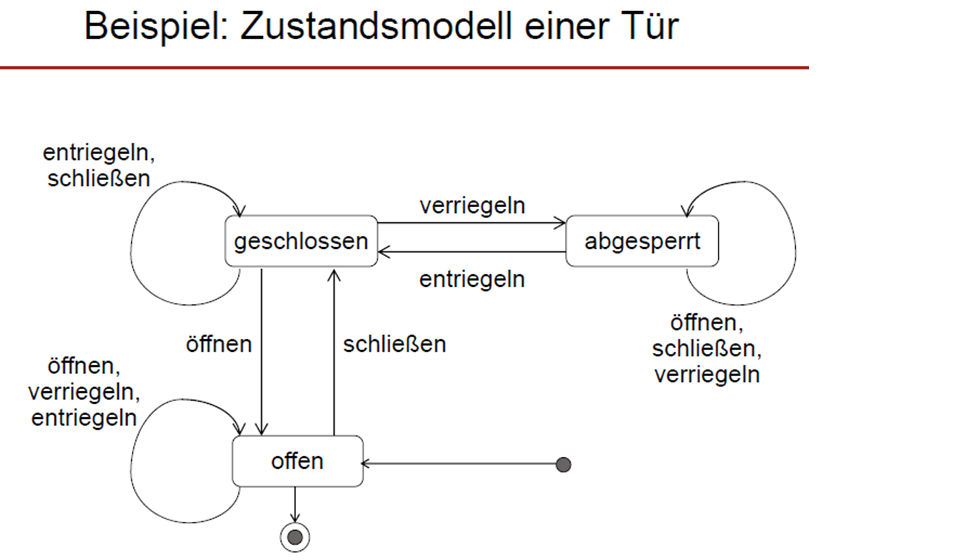 Beispiel: Zustandsmodell einer Tür
entriegeln,
schließen
verriegeln
geschlossen
abgesperrt
entriegeln
öffnen
schließen
öffnen,
schließen,
verriegeln
öffnen,
verriegeln,
entriegeln
offen